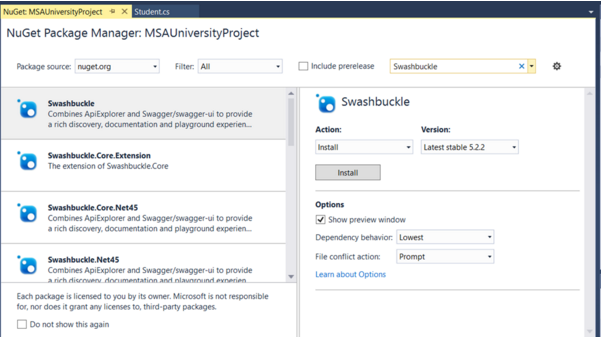 NuGet: MSAUniversityProject
Student.cs
NuGet Package Manager: MSAUniversityProject
Package source: nuget.org Filter: All Include prerelease Swashbuckle
Swashbuckle
Combines ApiExplorer and Swagger/swagger-ui to provide
a rich discovery, documentation and playground experien...
Swashbuckle.Core.Extension
The extension of Swashbuckle.Core
Swashbuckle.Core.Net45
Combines ApiExplorer and Swagger/swagger-ui to provide
a rich discovery, documentation and playground experien...
Swashbuckle.Net45
Combines ApiExplorer and Swagger/swagger-ui to provide
a rich discovery, documentation and playground experien...
Each package is licensed to you by its owner. Microsoft is not responsible
for, nor does it grant any licenses to, third-party packages.
Do not show this again
Swashbuckle
Action: Version:
Install Latest stable 5.2.2
Install
Options
Show preview window
Dependency behavior: Lowest
File conflict action: Prompt
Learn about Options